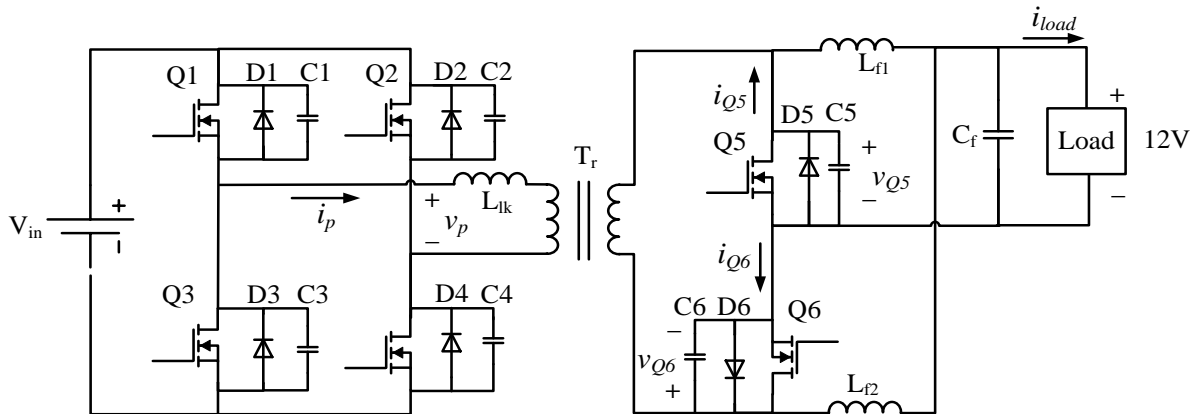 i_load
L_f1
Q1 D1 C1 Q2 D2 C2
i_Q5 D5 C5
Q5
+
v_Q5
−
C_f
+
Load
−
12V
T_r
V_in
+
−
i_p
+
v_p
−
L_lk
i_Q6
Q3 D3 C3 D4 C4
C6 D6 Q6
−
v_Q6
+
L_f2